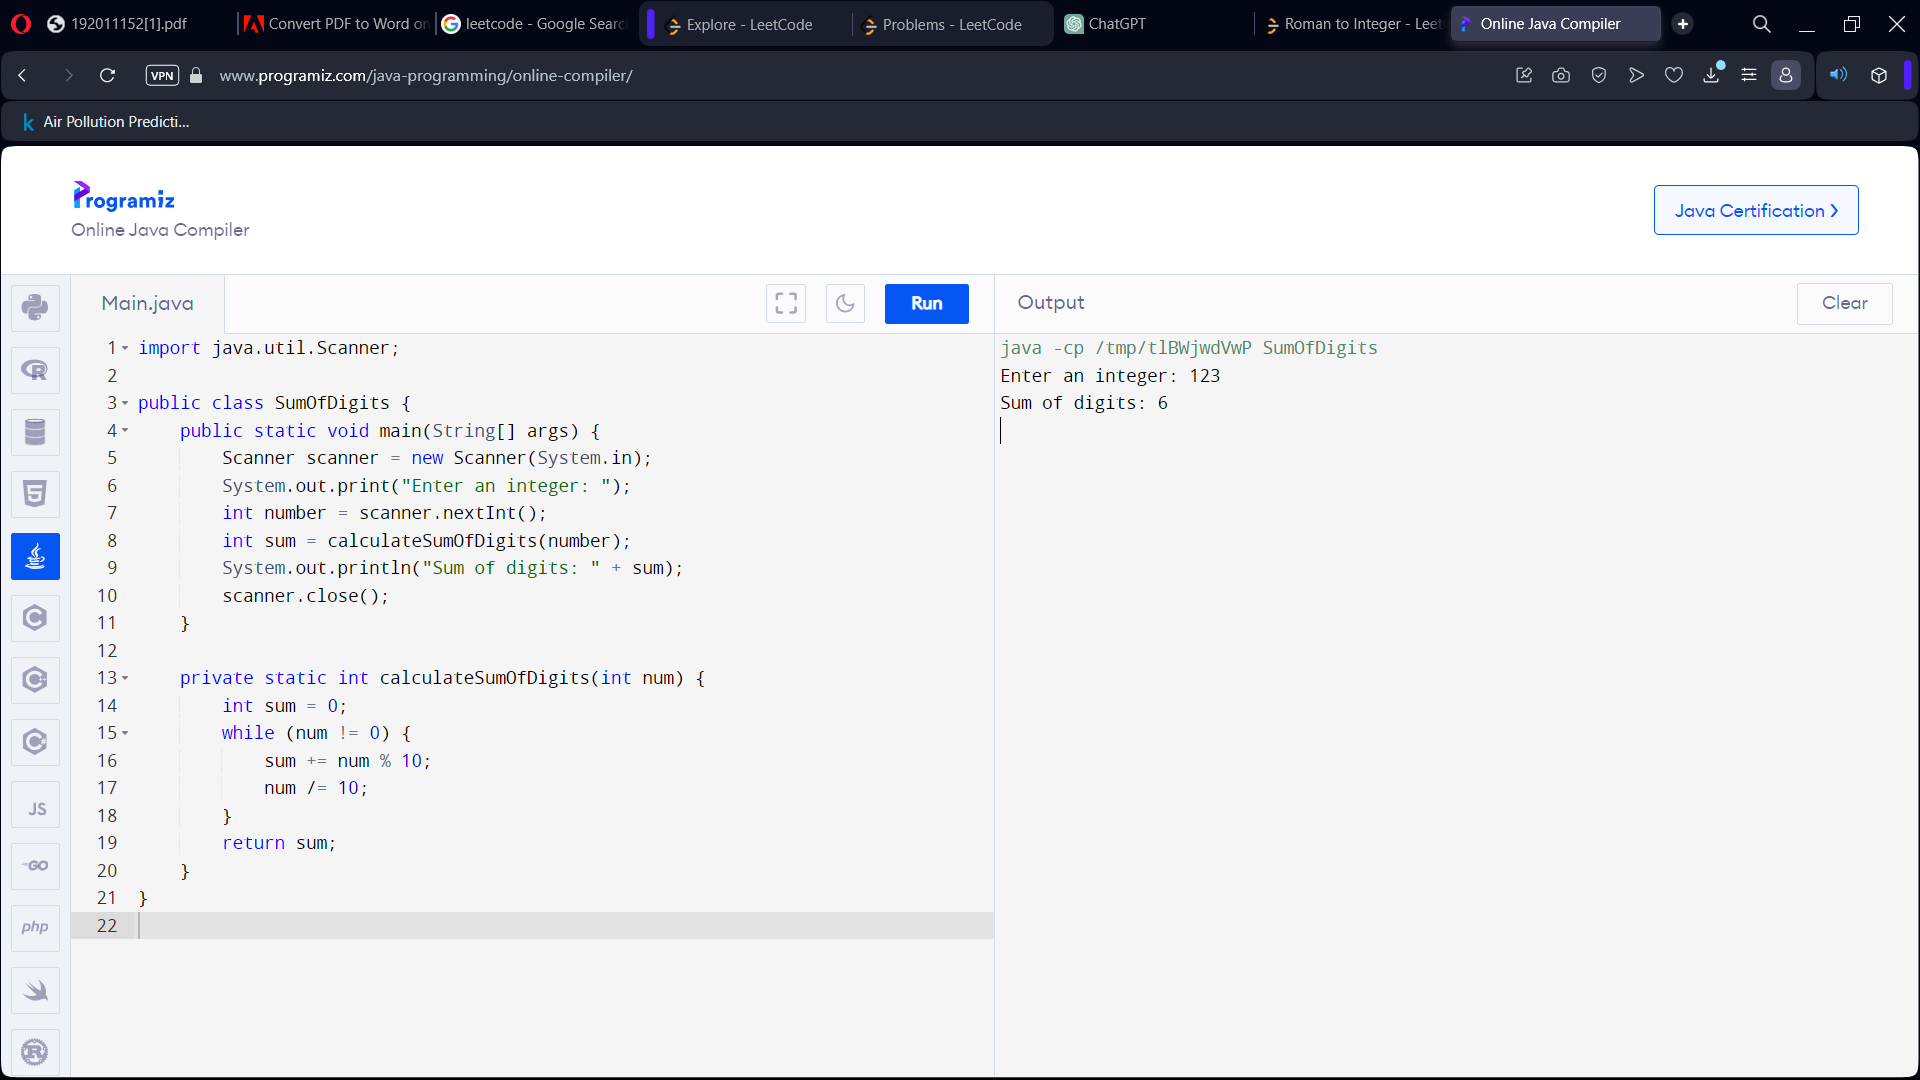 192011152[1].pdf
Convert PDF to Word on
leetcode - Google Searc
Explore - LeetCode
Problems - LeetCode
ChatGPT
Roman to Integer - Leet
Online Java Compiler
VPN
www.programiz.com/java-programming/online-compiler/
k Air Pollution Predicti...
Programiz
Online Java Compiler
Java Certification
Main.java
Run
Output
Clear
1 import java.util.Scanner;
2
3 public class SumOfDigits {
4 public static void main(String[] args) {
5 Scanner scanner = new Scanner(System.in);
6 System.out.print("Enter an integer: ");
7 int number = scanner.nextInt();
8 int sum = calculateSumOfDigits(number);
9 System.out.println("Sum of digits: " + sum);
10 scanner.close();
11 }
12
13 private static int calculateSumOfDigits(int num) {
14 int sum = 0;
15 while (num != 0) {
16 sum += num % 10;
17 num /= 10;
18 }
19 return sum;
20 }
21 }
22
java -cp /tmp/tlBWjwdVwP SumOfDigits
Enter an integer: 123
Sum of digits: 6
R
5
C
C
C
JS
GO
php
R